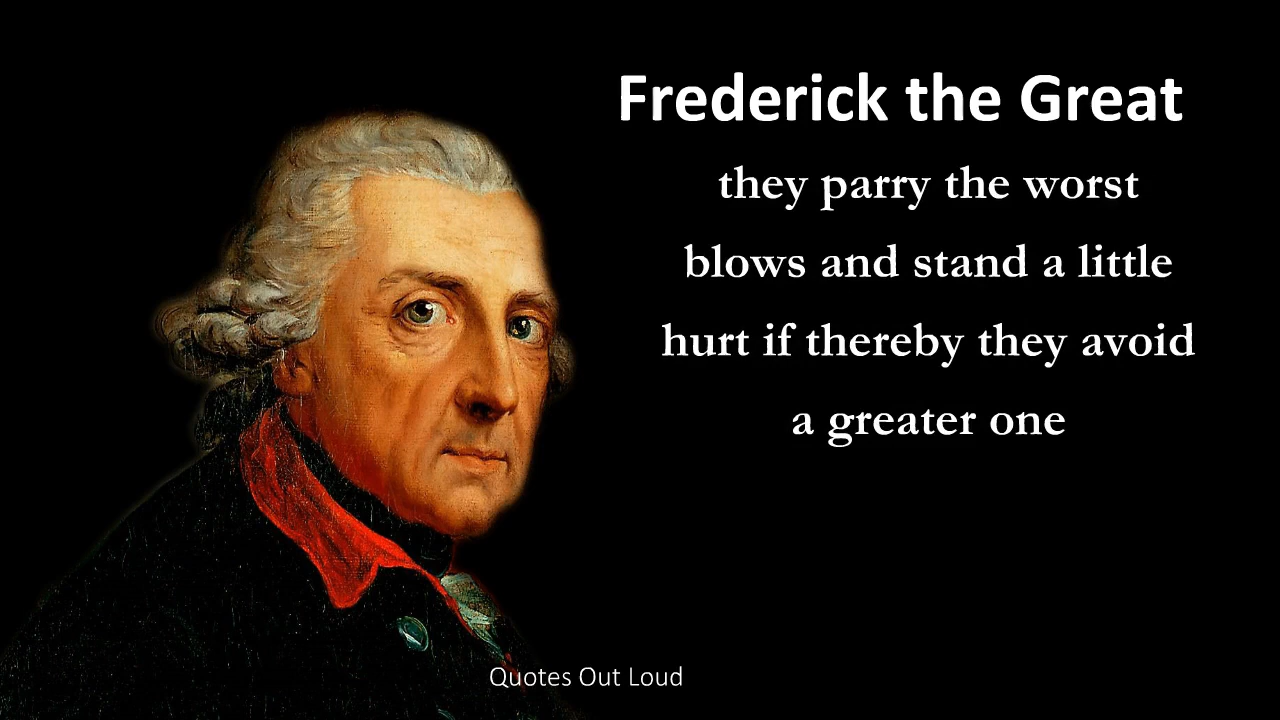 Frederick the Great
they parry the worst
blows and stand a little
hurt if thereby they avoid
a greater one
Quotes Out Loud